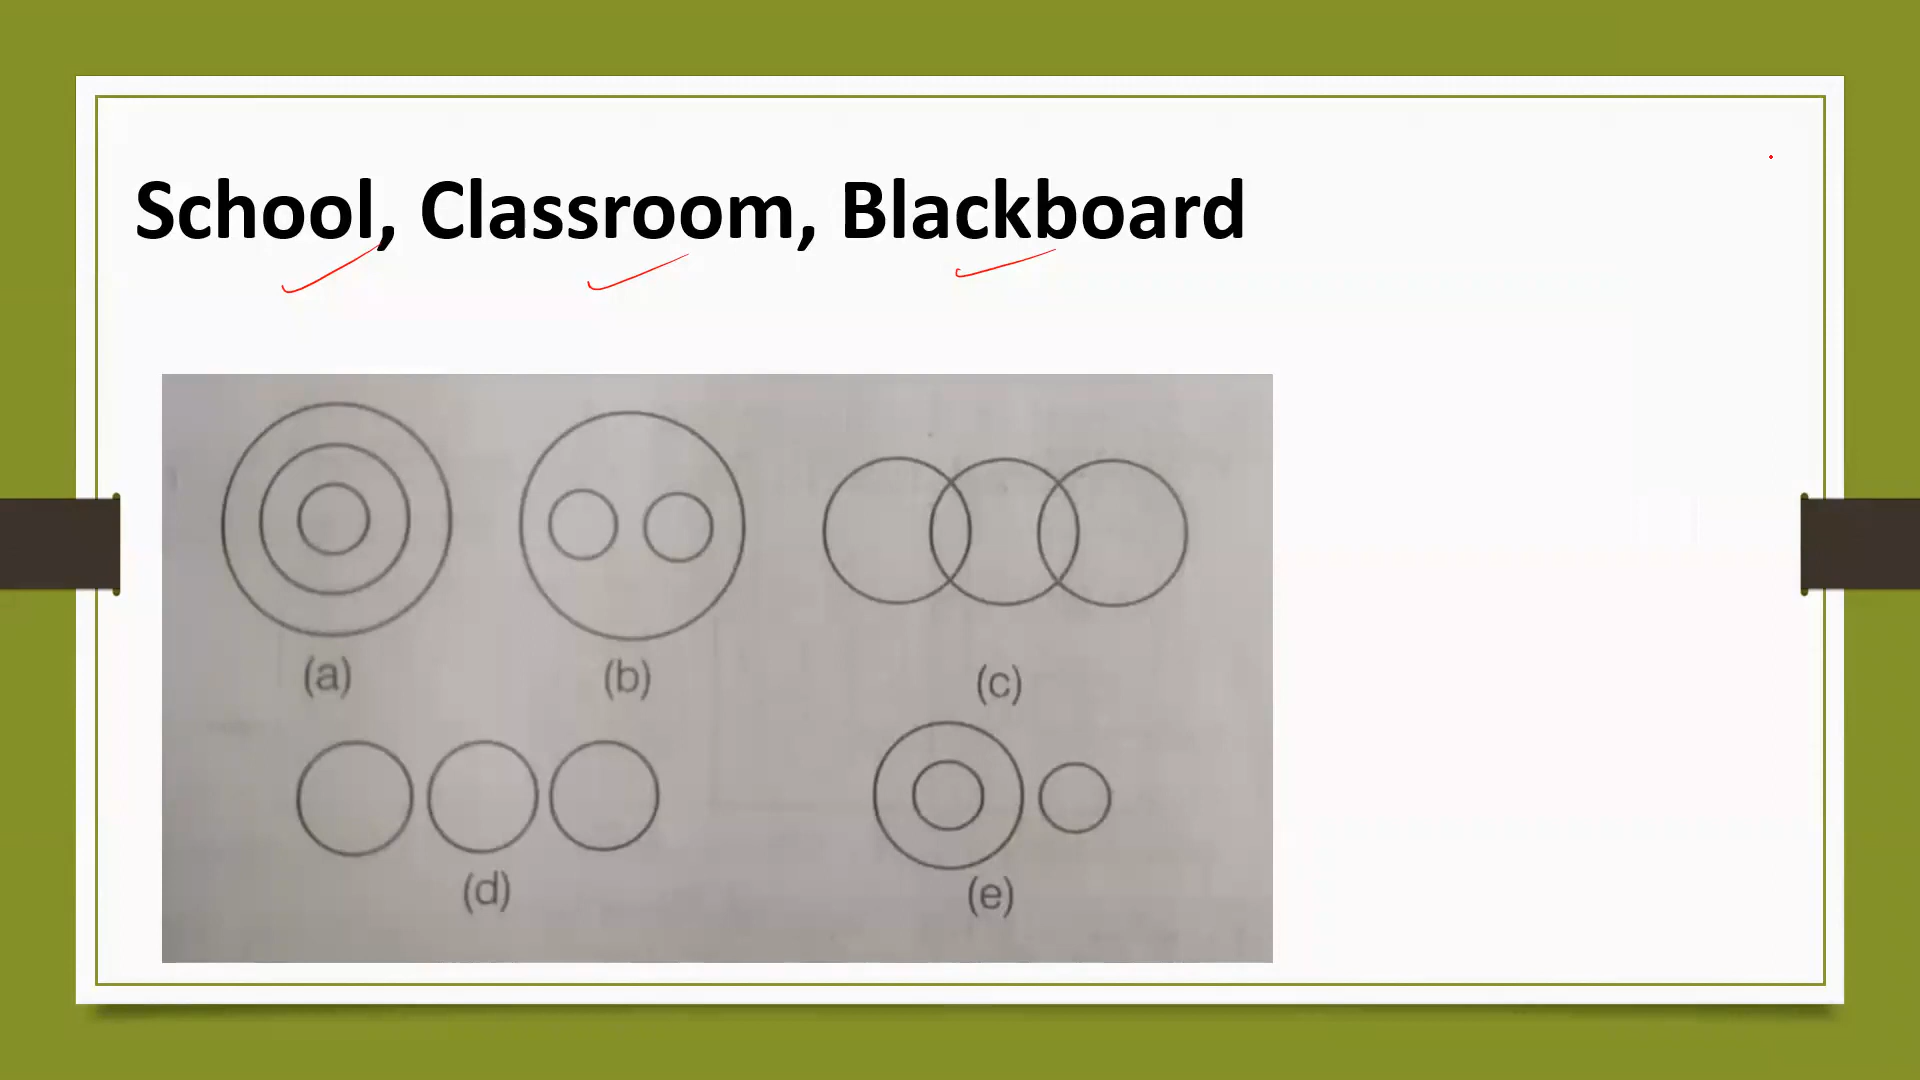 School, Classroom, Blackboard
(a)
(b)
(c)
(d)
(e)